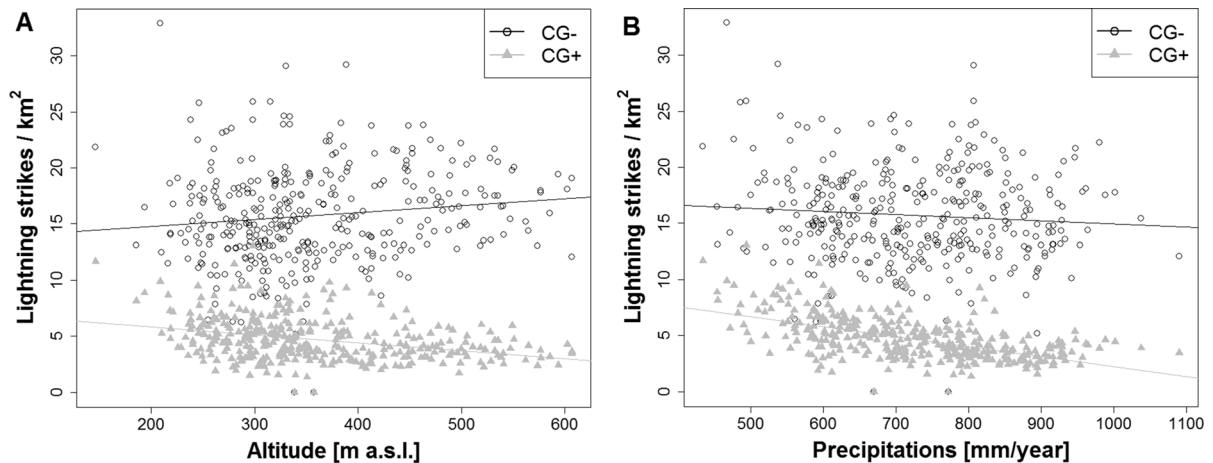 A
CG-
CG+
Lightning strikes / km²
0
5
10
15
20
25
30
200
300
400
500
600
Altitude [m a.s.l.]
B
CG-
CG+
Lightning strikes / km²
0
5
10
15
20
25
30
500
600
700
800
900
1000
1100
Precipitations [mm/year]